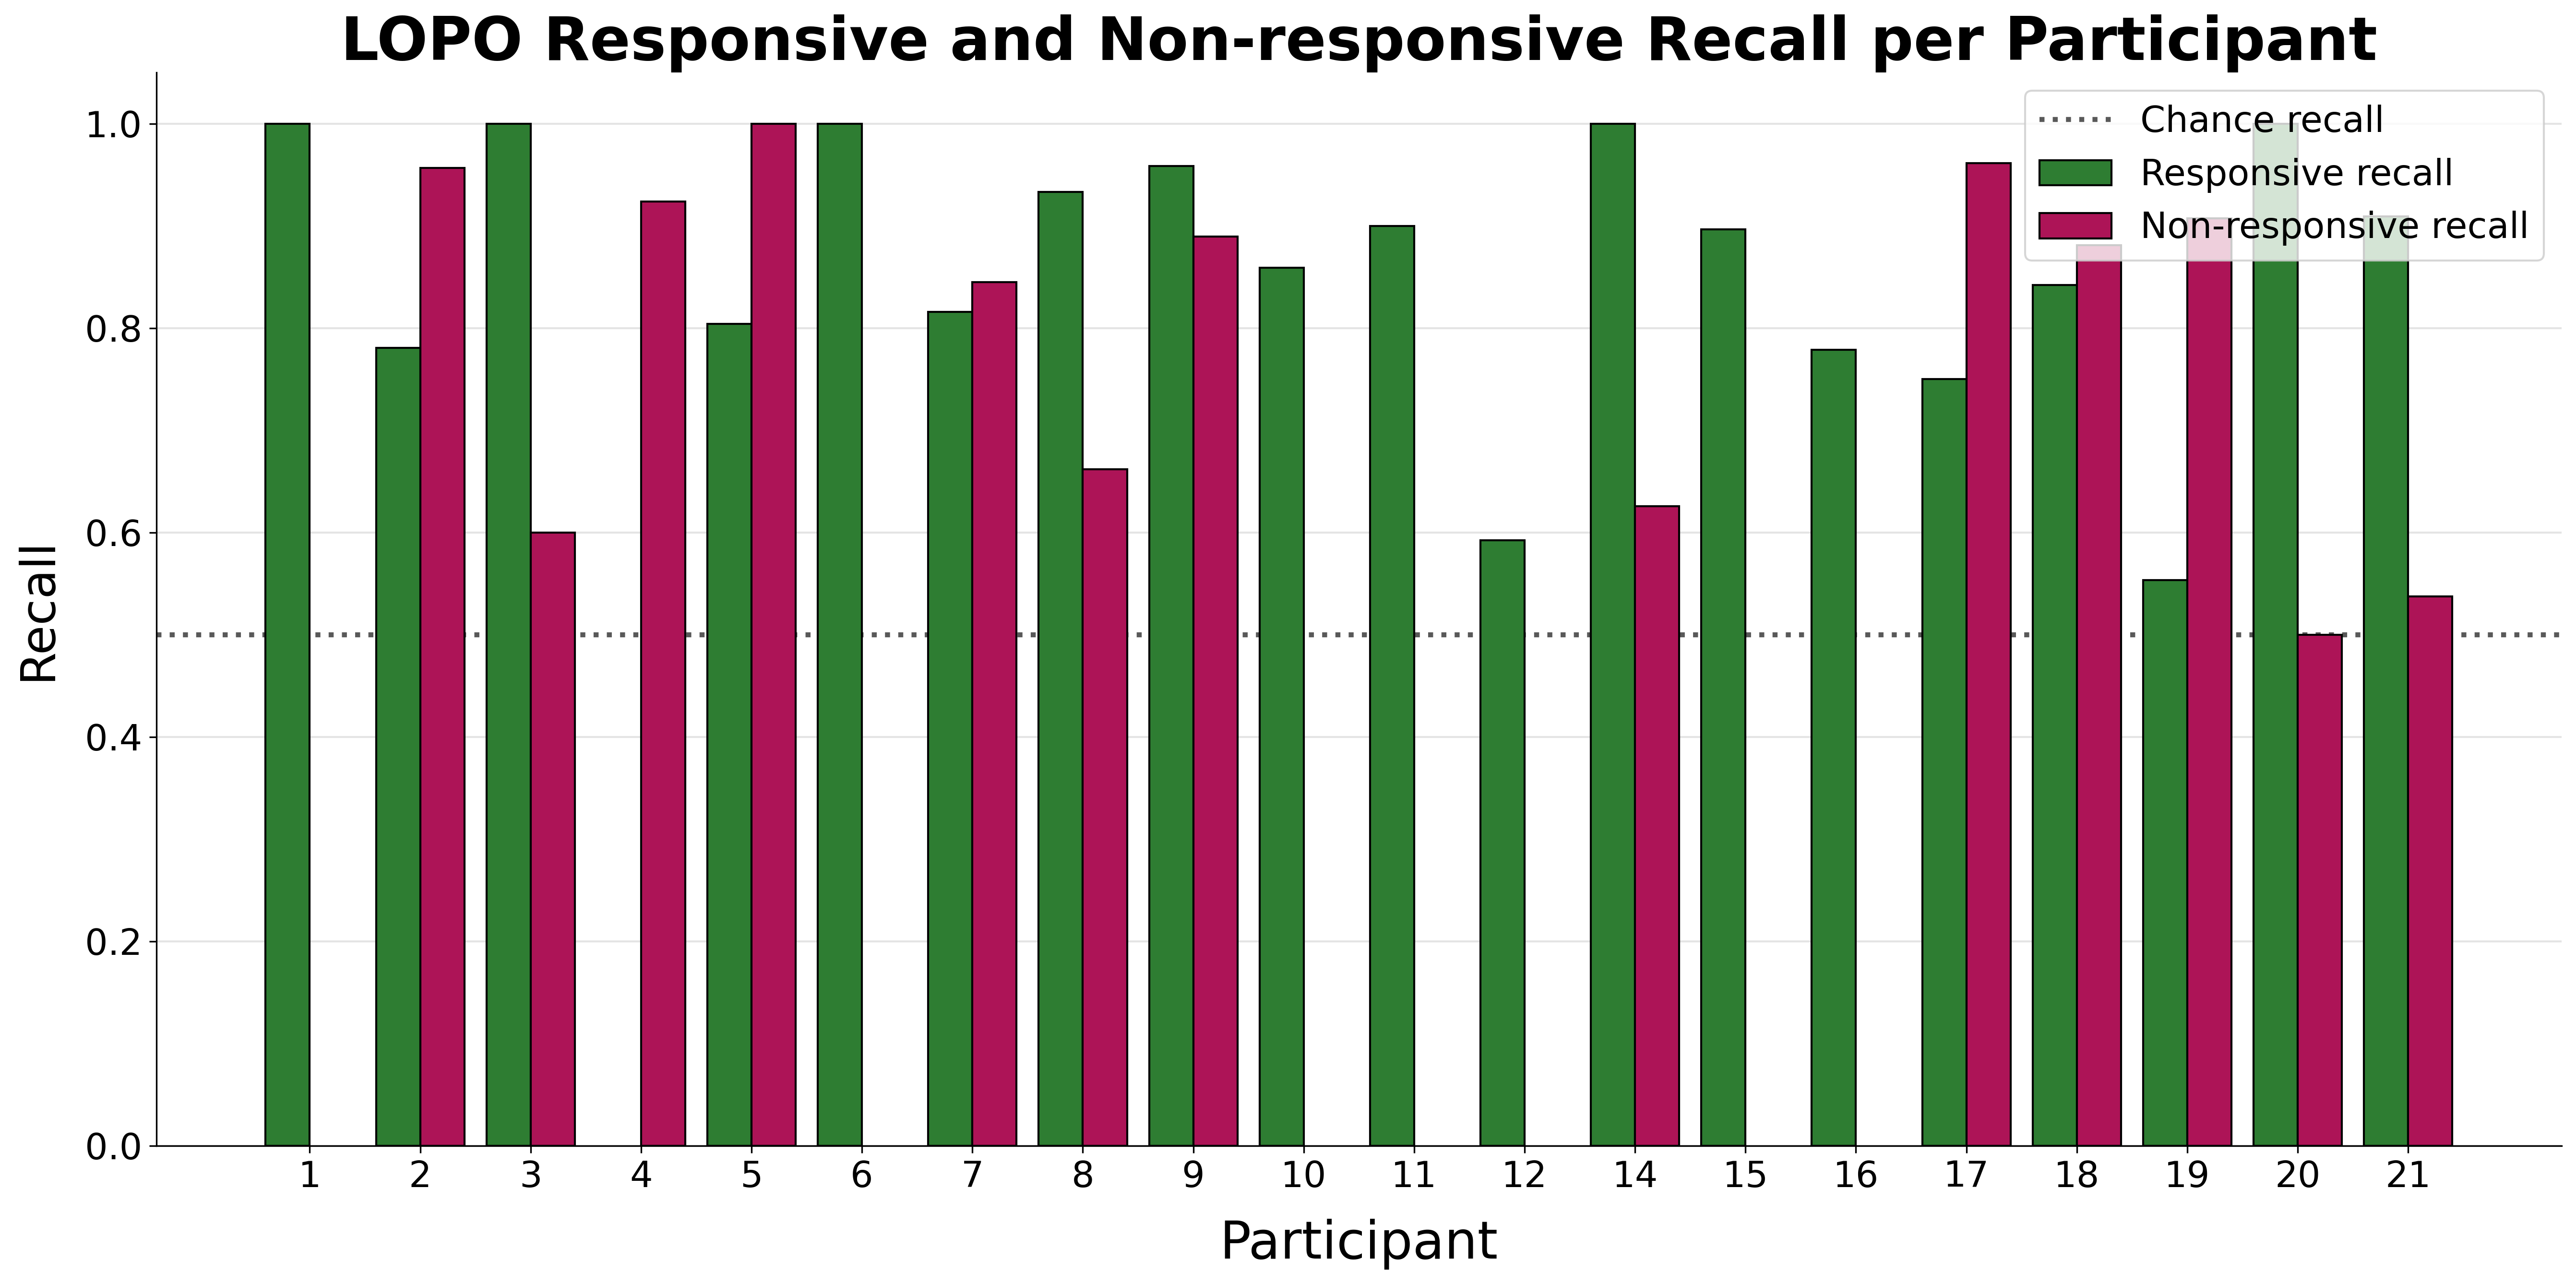 LOPO Responsive and Non-responsive Recall per Participant
Chance recall
Responsive recall
Non-responsive recall
1.0
0.8
0.6
0.4
0.2
0.0
Recall
1 2 3 4 5 6 7 8 9 10 11 12 14 15 16 17 18 19 20 21
Participant